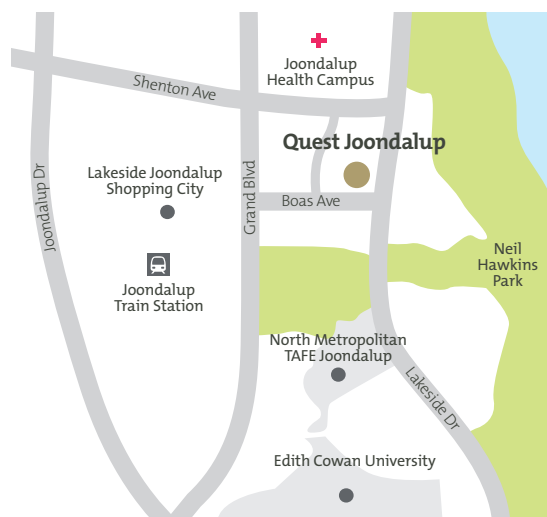 Joondalup
Health Campus
Shenton Ave
Quest Joondalup
Lakeside Joondalup
Shopping City
Joondalup Dr
Grand Blvd
Boas Ave
Neil
Hawkins
Park
Joondalup
Train Station
North Metropolitan
TAFE Joondalup
Lakeside Dr
Edith Cowan University